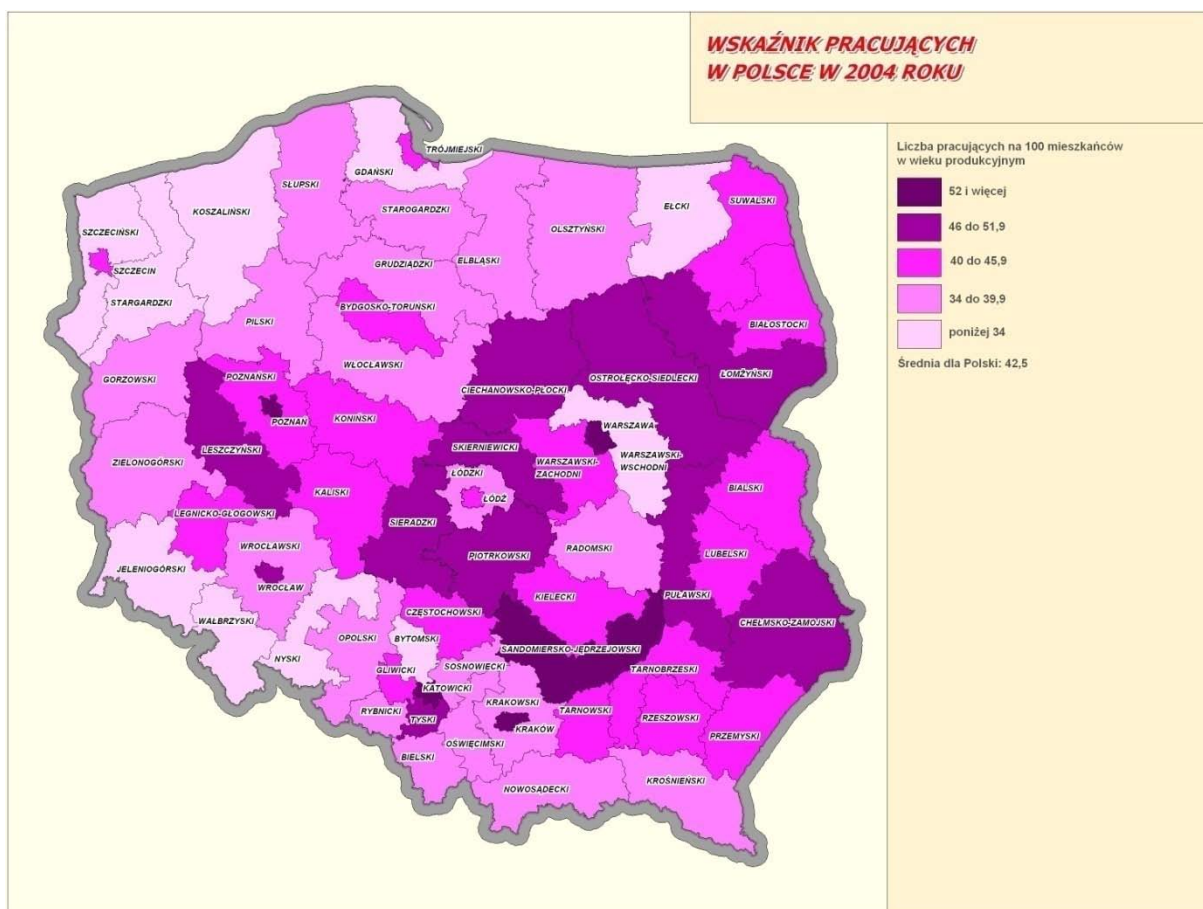 WSKAŹNIK PRACUJĄCYCH
W POLSCE W 2004 ROKU
Liczba pracujących na 100 mieszkańców
w wieku produkcyjnym
52 i więcej
46 do 51,9
40 do 45,9
34 do 39,9
poniżej 34
Średnia dla Polski: 42,5
TRÓJMIEJSKI
GDAŃSKI
SŁUPSKI
KOSZALIŃSKI
STAROGARDZKI
EŁCKI
SUWALSKI
SZCZECIŃSKI
OLSZTYŃSKI
SZCZECIN
GRUDZIĄDZKI
ELBLĄSKI
STARGARDZKI
BYDGOSKO-TORUŃSKI
PILSKI
BIAŁOSTOCKI
WŁOCŁAWSKI
GORZOWSKI
POZNAŃSKI
OSTROŁĘCKO-SIEDLECKI
ŁOMŻYŃSKI
CIECHANOWSKO-PŁOCKI
POZNAŃ
KONIŃSKI
WARSZAWA
LESZCZYŃSKI
SKIERNIEWICKI
WARSZAWSKI-
ZACHODNI
WARSZAWSKI-
WSCHODNI
ZIELONOGÓRSKI
ŁÓDZKI
ŁÓDŹ
BIALSKI
KALISKI
LEGNICKO-GŁOGOWSKI
SIERADZKI
WROCŁAWSKI
PIOTRKOWSKI
RADOMSKI
LUBELSKI
JELENIOGÓRSKI
WROCŁAW
KIELECKI
PUŁAWSKI
WAŁBRZYSKI
CZĘSTOCHOWSKI
CHEŁMSKO-ZAMOJSKI
OPOLSKI
BYTOMSKI
SANDOMIERSKO-JĘDRZEJOWSKI
NYSKI
GLIWICKI
SOSNOWIECKI
TARNOBRZESKI
KATOWICKI
KRAKOWSKI
RYBNICKI
TYSKI
KRAKÓW
TARNOWSKI
RZESZOWSKI
PRZEMYSKI
OŚWIĘCIMSKI
BIELSKI
NOWOSĄDECKI
KROŚNIEŃSKI